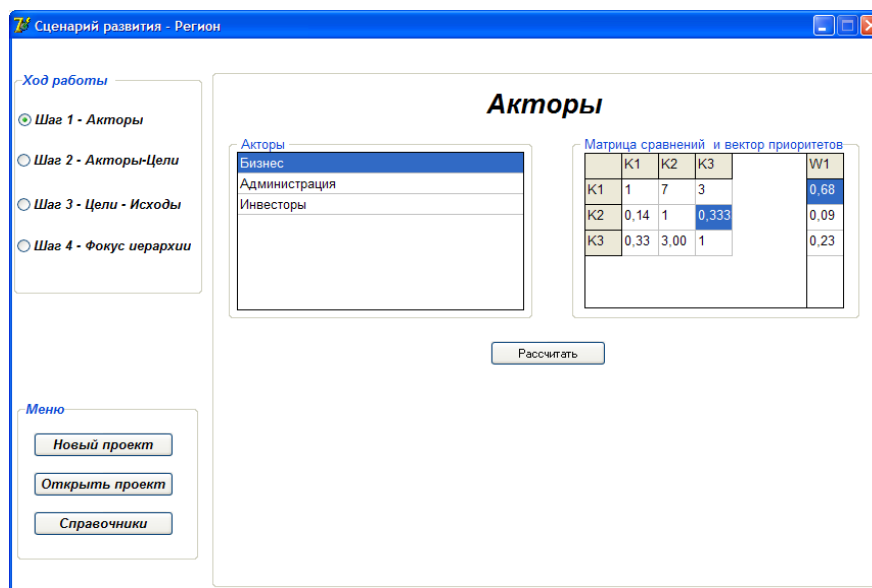 Сценарий развития - Регион
Ход работы
Шаг 1 - Акторы
Шаг 2 - Акторы-Цели
Шаг 3 - Цели - Исходы
Шаг 4 - Фокус иерархии
Меню
Новый проект
Открыть проект
Справочники
Акторы
Акторы
Бизнес
Администрация
Инвесторы
Матрица сравнений и вектор приоритетов
K1 K2 K3 W1
K1 1 7 3 0,68
K2 0,14 1 0,333 0,09
K3 0,33 3,00 1 0,23
Рассчитать